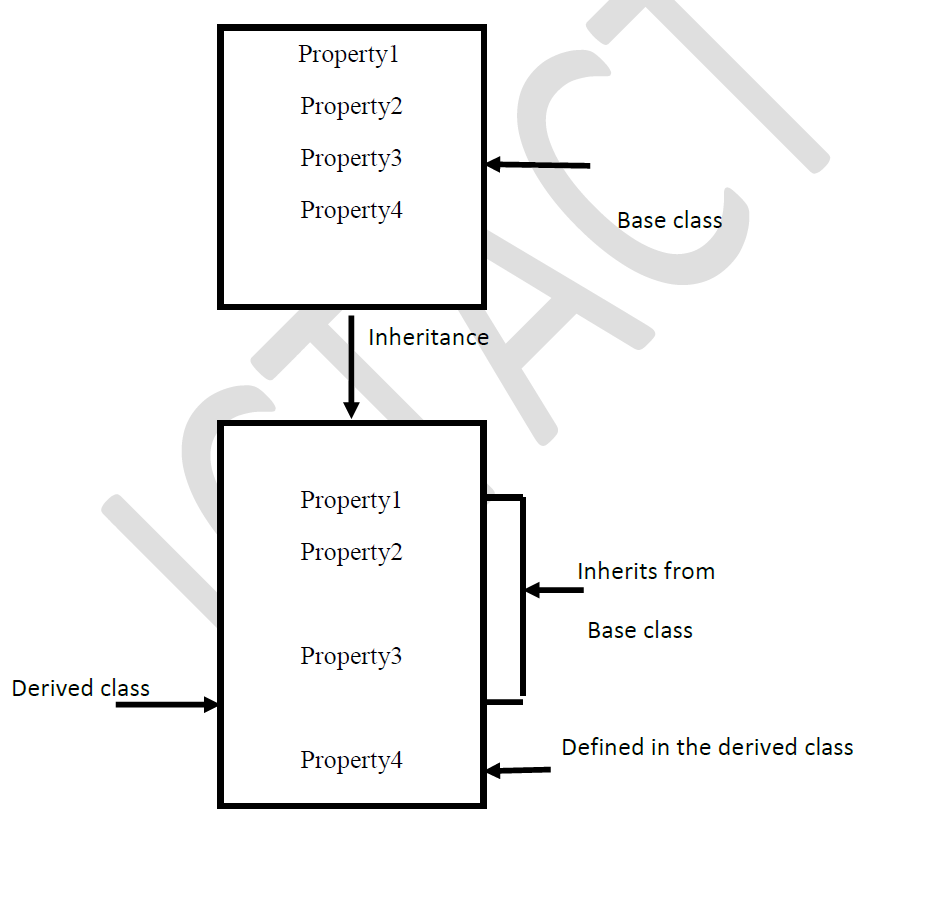 Property1
Property2
Property3
Property4
Base class
Inheritance
Property1
Property2
Inherits from
Base class
Property3
Derived class
Defined in the derived class
Property4
ICTACT